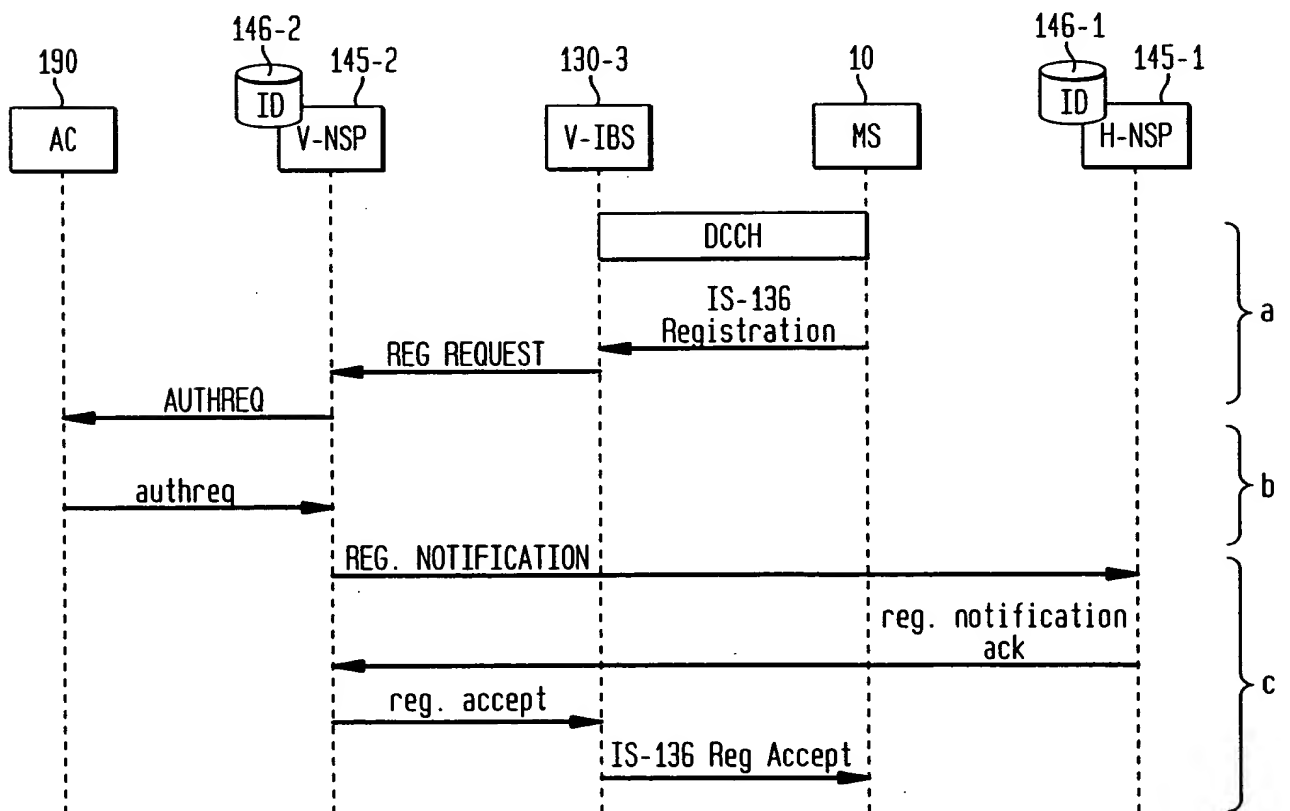 146-2
146-1
190
145-2
130-3
10
145-1
ID
ID
AC
V-NSP
V-IBS
MS
H-NSP
DCCH
IS-136
Registration
a
REG REQUEST
AUTHREQ
authreq
b
REG. NOTIFICATION
reg. notification
ack
c
reg. accept
IS-136 Reg Accept